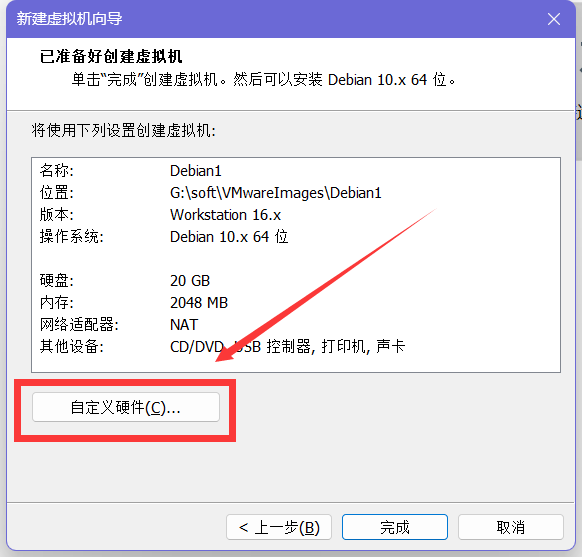 新建虚拟机向导
已准备好创建虚拟机
单击“完成”创建虚拟机。然后可以安装 Debian 10.x 64 位。
将使用下列设置创建虚拟机:
名称: Debian1
位置: G:\soft\VMwareImages\Debian1
版本: Workstation 16.x
操作系统: Debian 10.x 64 位
硬盘: 20 GB
内存: 2048 MB
网络适配器: NAT
其他设备: CD/DVD, USB 控制器, 打印机, 声卡
自定义硬件(C)...
< 上一步(B) 完成 取消